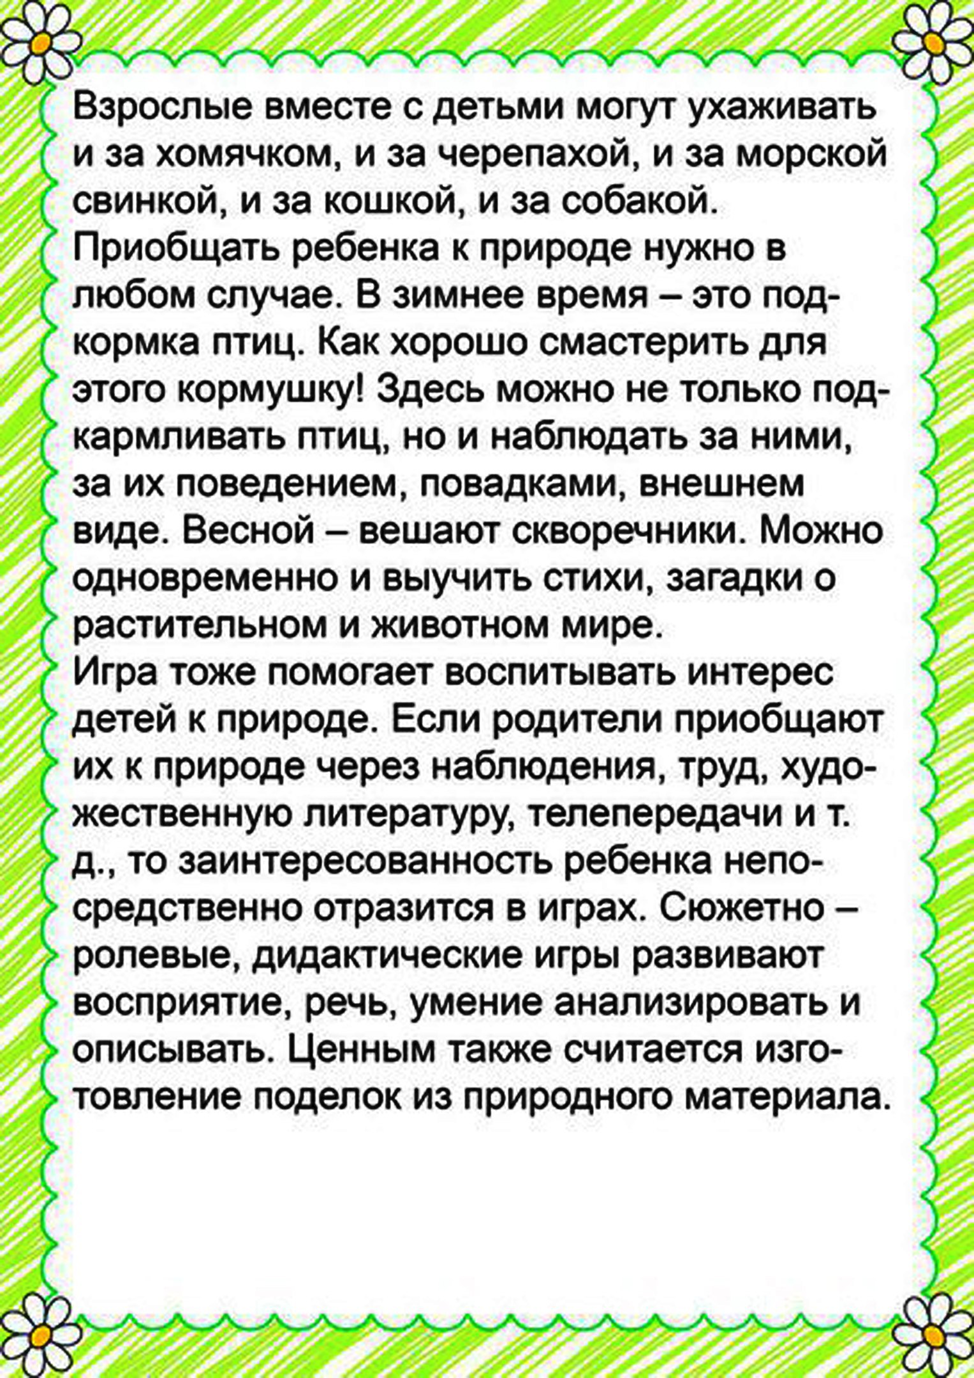 Взрослые вместе с детьми могут ухаживать
и за хомячком, и за черепахой, и за морской
свинкой, и за кошкой, и за собакой.
Приобщать ребенка к природе нужно в
любом случае. В зимнее время – это под-
кормка птиц. Как хорошо смастерить для
этого кормушку! Здесь можно не только под-
кармливать птиц, но и наблюдать за ними,
за их поведением, повадками, внешнем
виде. Весной – вешают скворечники. Можно
одновременно и выучить стихи, загадки о
растительном и животном мире.
Игра тоже помогает воспитывать интерес
детей к природе. Если родители приобщают
их к природе через наблюдения, труд, худо-
жественную литературу, телепередачи и т.
д., то заинтересованность ребенка непо-
средственно отразится в играх. Сюжетно –
ролевые, дидактические игры развивают
восприятие, речь, умение анализировать и
описывать. Ценным также считается изго-
товление поделок из природного материала.